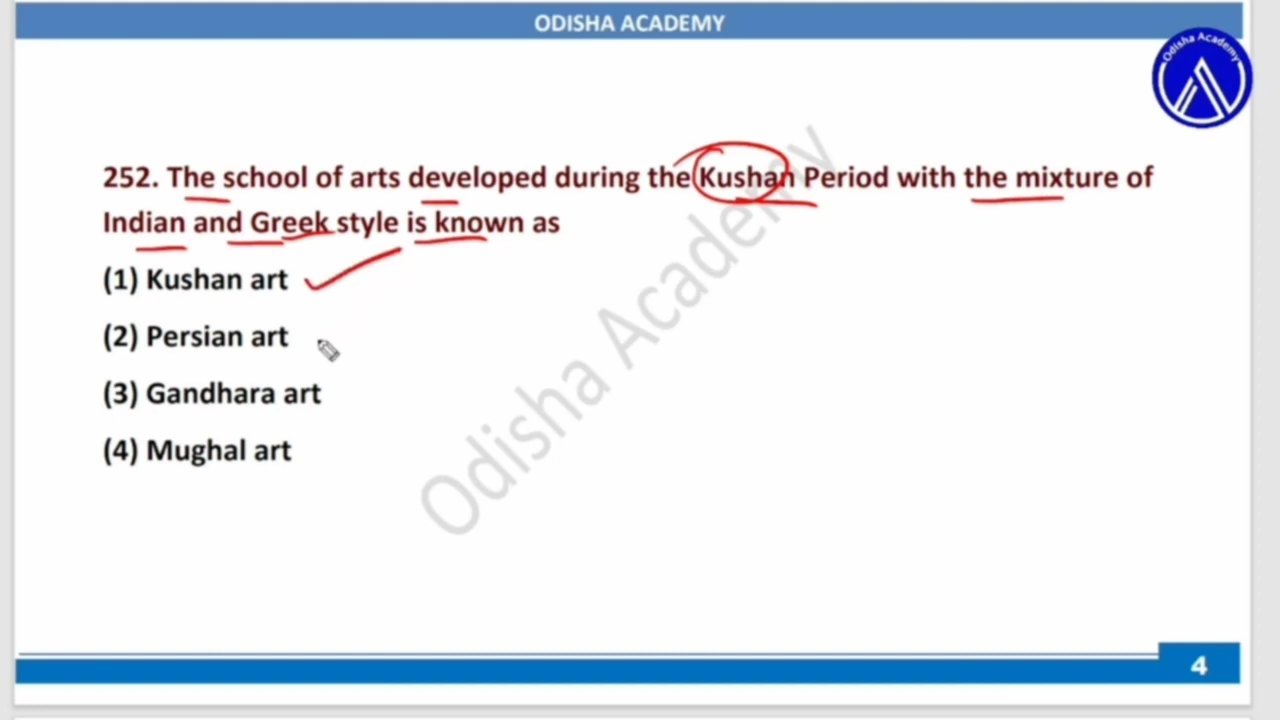 ODISHA ACADEMY
Odisha Academy
252. The school of arts developed during the Kushan Period with the mixture of
Indian and Greek style is known as
(1) Kushan art
(2) Persian art
(3) Gandhara art
(4) Mughal art
Odisha Academy
4